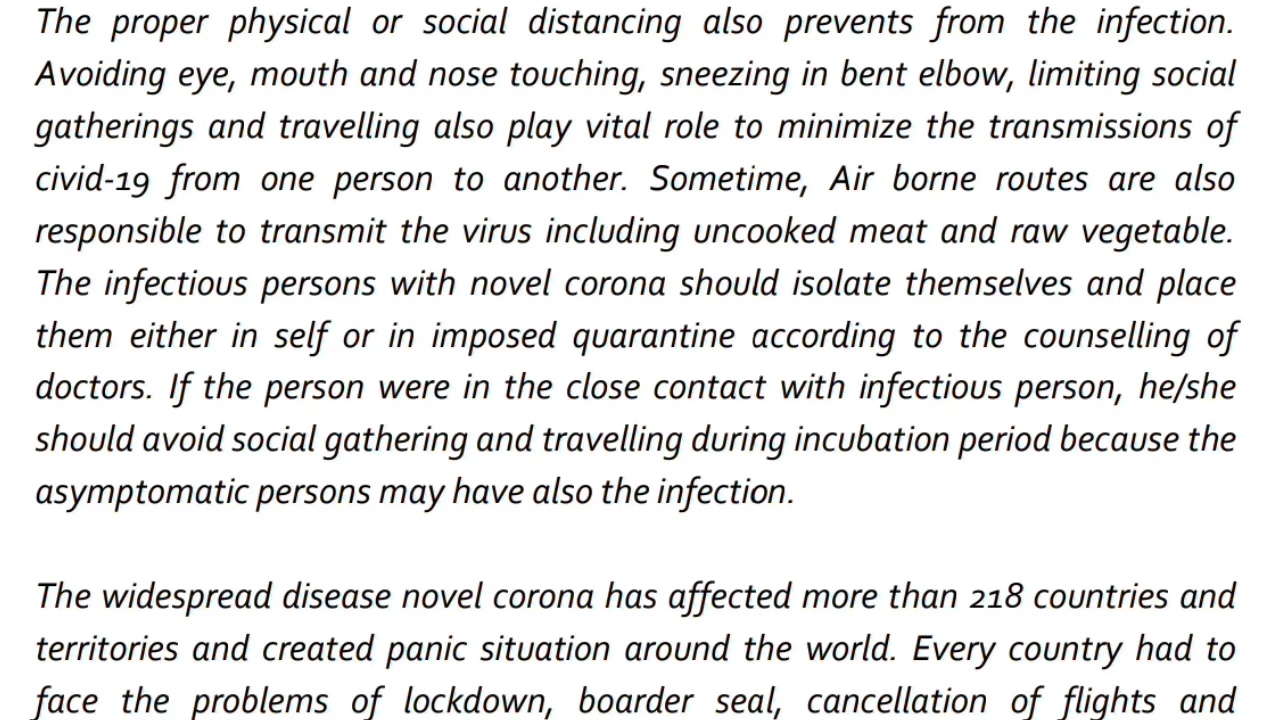 The proper physical or social distancing also prevents from the infection.
Avoiding eye, mouth and nose touching, sneezing in bent elbow, limiting social
gatherings and travelling also play vital role to minimize the transmissions of
civid-19 from one person to another. Sometime, Air borne routes are also
responsible to transmit the virus including uncooked meat and raw vegetable.
The infectious persons with novel corona should isolate themselves and place
them either in self or in imposed quarantine according to the counselling of
doctors. If the person were in the close contact with infectious person, he/she
should avoid social gathering and travelling during incubation period because the
asymptomatic persons may have also the infection.
The widespread disease novel corona has affected more than 218 countries and
territories and created panic situation around the world. Every country had to
face the problems of lockdown, boarder seal, cancellation of flights and